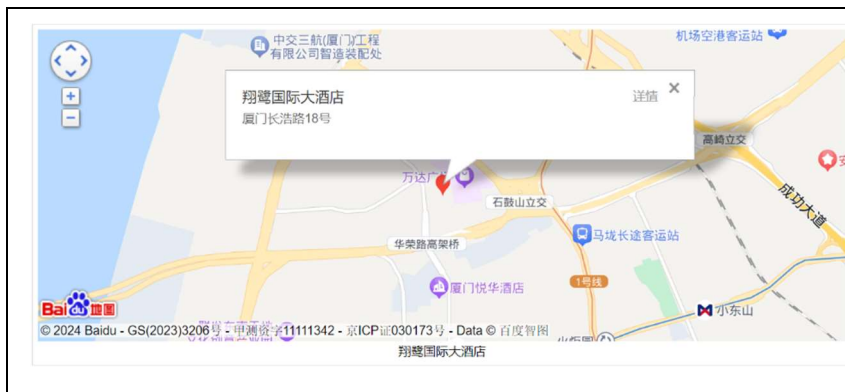 中交三航(厦门)工程
有限公司智造装配处
机场空港客运站
翔鹭国际大酒店
详情
厦门长浩路18号
高崎立交
万达广
石鼓山立交
成功大道
马垅长途客运站
华荣路高架桥
厦门悦华酒店
1号线
小东山
Bai 地图
© 2024 Baidu - GS(2023)3206号 - 甲测资字11111342 - 京ICP证030173号 - Data © 百度智图
翔鹭国际大酒店